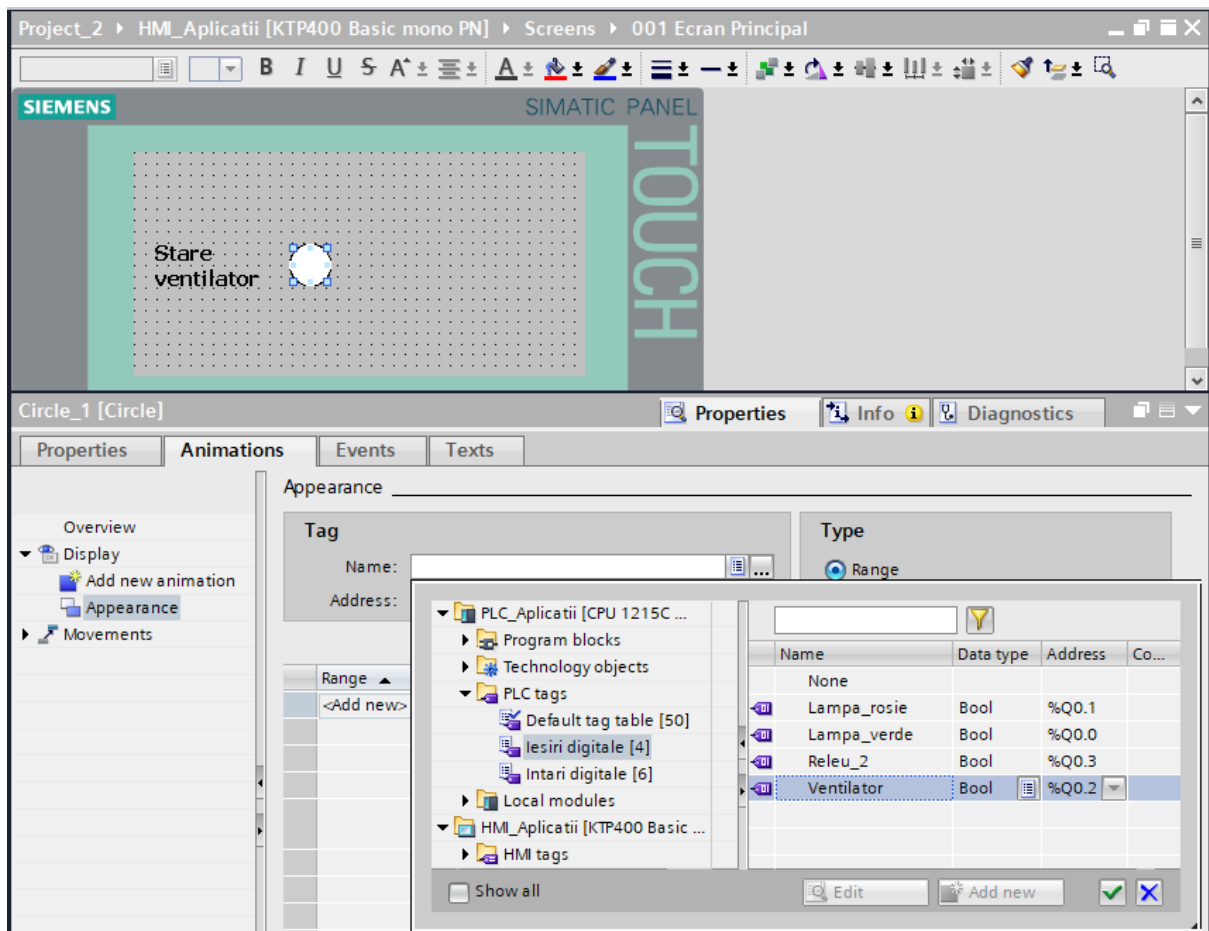 Project_2 ▸ HMI_Aplicatii [KTP400 Basic mono PN] ▸ Screens ▸ 001 Ecran Principal
B I U S A A
SIEMENS SIMATIC PANEL
TOUCH
Stare
ventilator
Circle_1 [Circle] Properties Info Diagnostics
Properties Animations Events Texts
Appearance
Overview Tag Type
Display Name: ... Range
Add new animation
Appearance Address:
Movements
Range
<Add new>
PLC_Aplicatii [CPU 1215C ...
Program blocks
Technology objects
PLC tags
Default tag table [50]
Iesiri digitale [4]
Intari digitale [6]
Local modules
HMI_Aplicatii [KTP400 Basic ...
HMI tags
Name Data type Address Co...
None
Lampa_rosie Bool %Q0.1
Lampa_verde Bool %Q0.0
Releu_2 Bool %Q0.3
Ventilator Bool %Q0.2
Show all Edit Add new